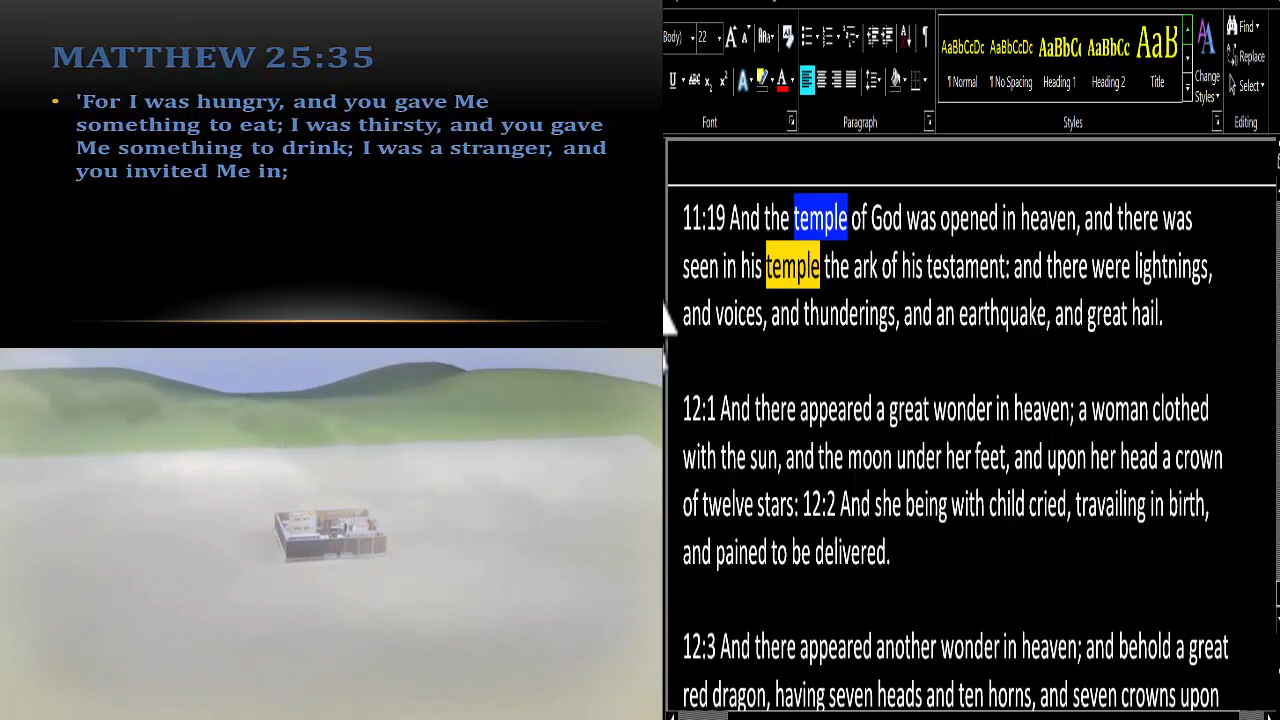 MATTHEW 25:35
• 'For I was hungry, and you gave Me
something to eat; I was thirsty, and you gave
Me something to drink; I was a stranger, and
you invited Me in;
Body) 22
Find
AaBbCcDc AaBbCcDc AaBbCc AaBbCc AaB
Replace
¶ Normal ¶ No Spacing Heading 1 Heading 2 Title
Change
Styles
Select
Font Paragraph Styles Editing
11:19 And the temple of God was opened in heaven, and there was
seen in his temple the ark of his testament: and there were lightnings,
and voices, and thunderings, and an earthquake, and great hail.
12:1 And there appeared a great wonder in heaven; a woman clothed
with the sun, and the moon under her feet, and upon her head a crown
of twelve stars: 12:2 And she being with child cried, travailing in birth,
and pained to be delivered.
12:3 And there appeared another wonder in heaven; and behold a great
red dragon, having seven heads and ten horns, and seven crowns upon